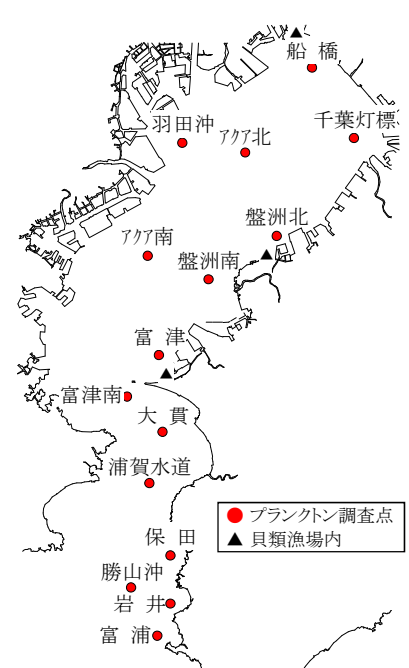 船 橋
千葉灯標
羽田沖
アクア北
盤洲北
アクア南
盤洲南
富 津
富津南
大 貫
浦賀水道
プランクトン調査点
貝類漁場内
保 田
勝山沖
岩 井
富 浦